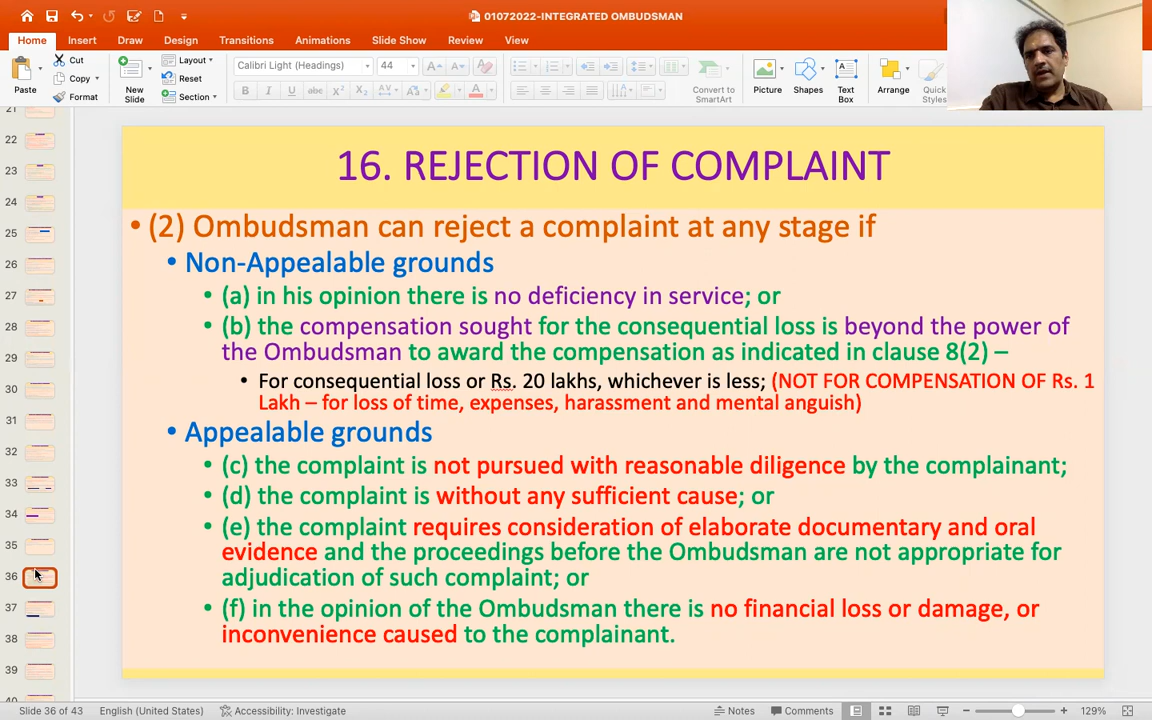 01072022-INTEGRATED OMBUDSMAN
Home Insert Draw Design Transitions Animations Slide Show Review View
Paste
Cut
Copy
Format
New Slide
Layout
Reset
Section
Calibri Light (Headings) 44
Convert to SmartArt
Picture
Shapes
Text Box
Arrange
Quick Styles
16. REJECTION OF COMPLAINT
• (2) Ombudsman can reject a complaint at any stage if
• Non-Appealable grounds
• (a) in his opinion there is no deficiency in service; or
• (b) the compensation sought for the consequential loss is beyond the power of
the Ombudsman to award the compensation as indicated in clause 8(2) –
• For consequential loss or Rs. 20 lakhs, whichever is less; (NOT FOR COMPENSATION OF Rs. 1
Lakh – for loss of time, expenses, harassment and mental anguish)
• Appealable grounds
• (c) the complaint is not pursued with reasonable diligence by the complainant;
• (d) the complaint is without any sufficient cause; or
• (e) the complaint requires consideration of elaborate documentary and oral
evidence and the proceedings before the Ombudsman are not appropriate for
adjudication of such complaint; or
• (f) in the opinion of the Ombudsman there is no financial loss or damage, or
inconvenience caused to the complainant.
22
23
24
25
26
27
28
29
30
31
32
33
34
35
36
37
38
39
Slide 36 of 43 English (United States) Accessibility: Investigate Notes Comments 129%